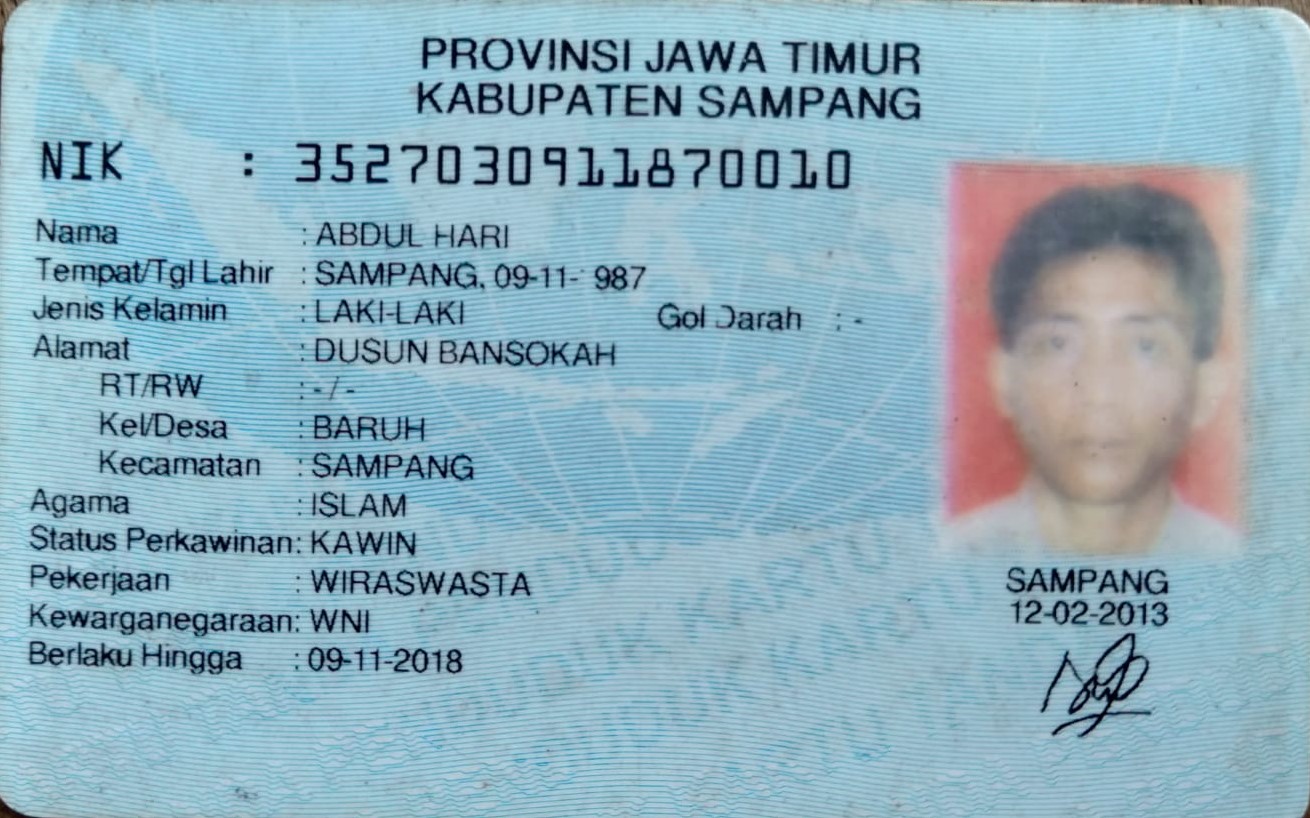 PROVINSI JAWA TIMUR
KABUPATEN SAMPANG
NIK : 3527030911870010
Nama : ABDUL HARI
Tempat/Tgl Lahir : SAMPANG, 09-11- 987
Jenis Kelamin : LAKI-LAKI Gol Darah : -
Alamat : DUSUN BANSOKAH
RT/RW : - / -
Kel/Desa : BARUH
Kecamatan : SAMPANG
Agama : ISLAM
Status Perkawinan: KAWIN
Pekerjaan : WIRASWASTA
Kewarganegaraan: WNI
Berlaku Hingga : 09-11-2018
SAMPANG
12-02-2013